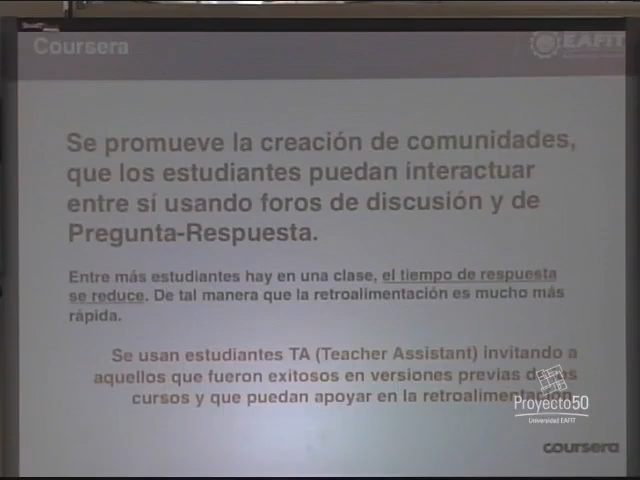 Coursera
EAFIT
Se promueve la creación de comunidades,
que los estudiantes puedan interactuar
entre sí usando foros de discusión y de
Pregunta-Respuesta.
Entre más estudiantes hay en una clase, el tiempo de respuesta
se reduce. De tal manera que la retroalimentación es mucho más
rápida.
Se usan estudiantes TA (Teacher Assistant) invitando a
aquellos que fueron exitosos en versiones previas
cursos y que puedan apoyar en la retroalimentación
Proyecto50
Universidad EAFIT
coursera